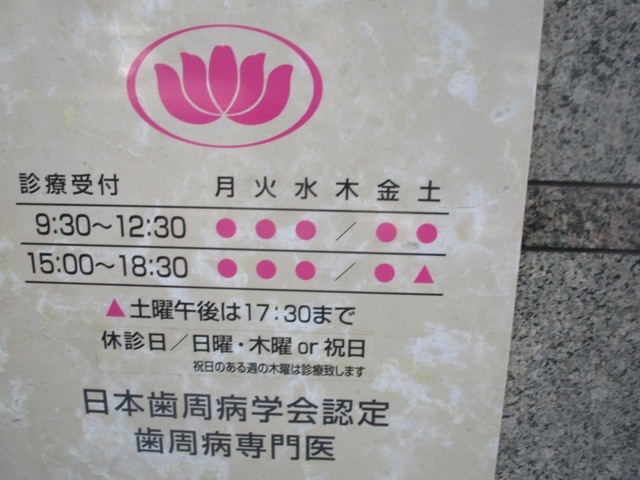 診療受付 月 火 水 木 金 土
9:30～12:30 ● ● ● ／ ● ●
15:00～18:30 ● ● ● ／ ● ▲
▲土曜午後は17:30まで
休診日／日曜・木曜 or 祝日
祝日のある週の木曜は診療致します
日本歯周病学会認定
歯周病専門医